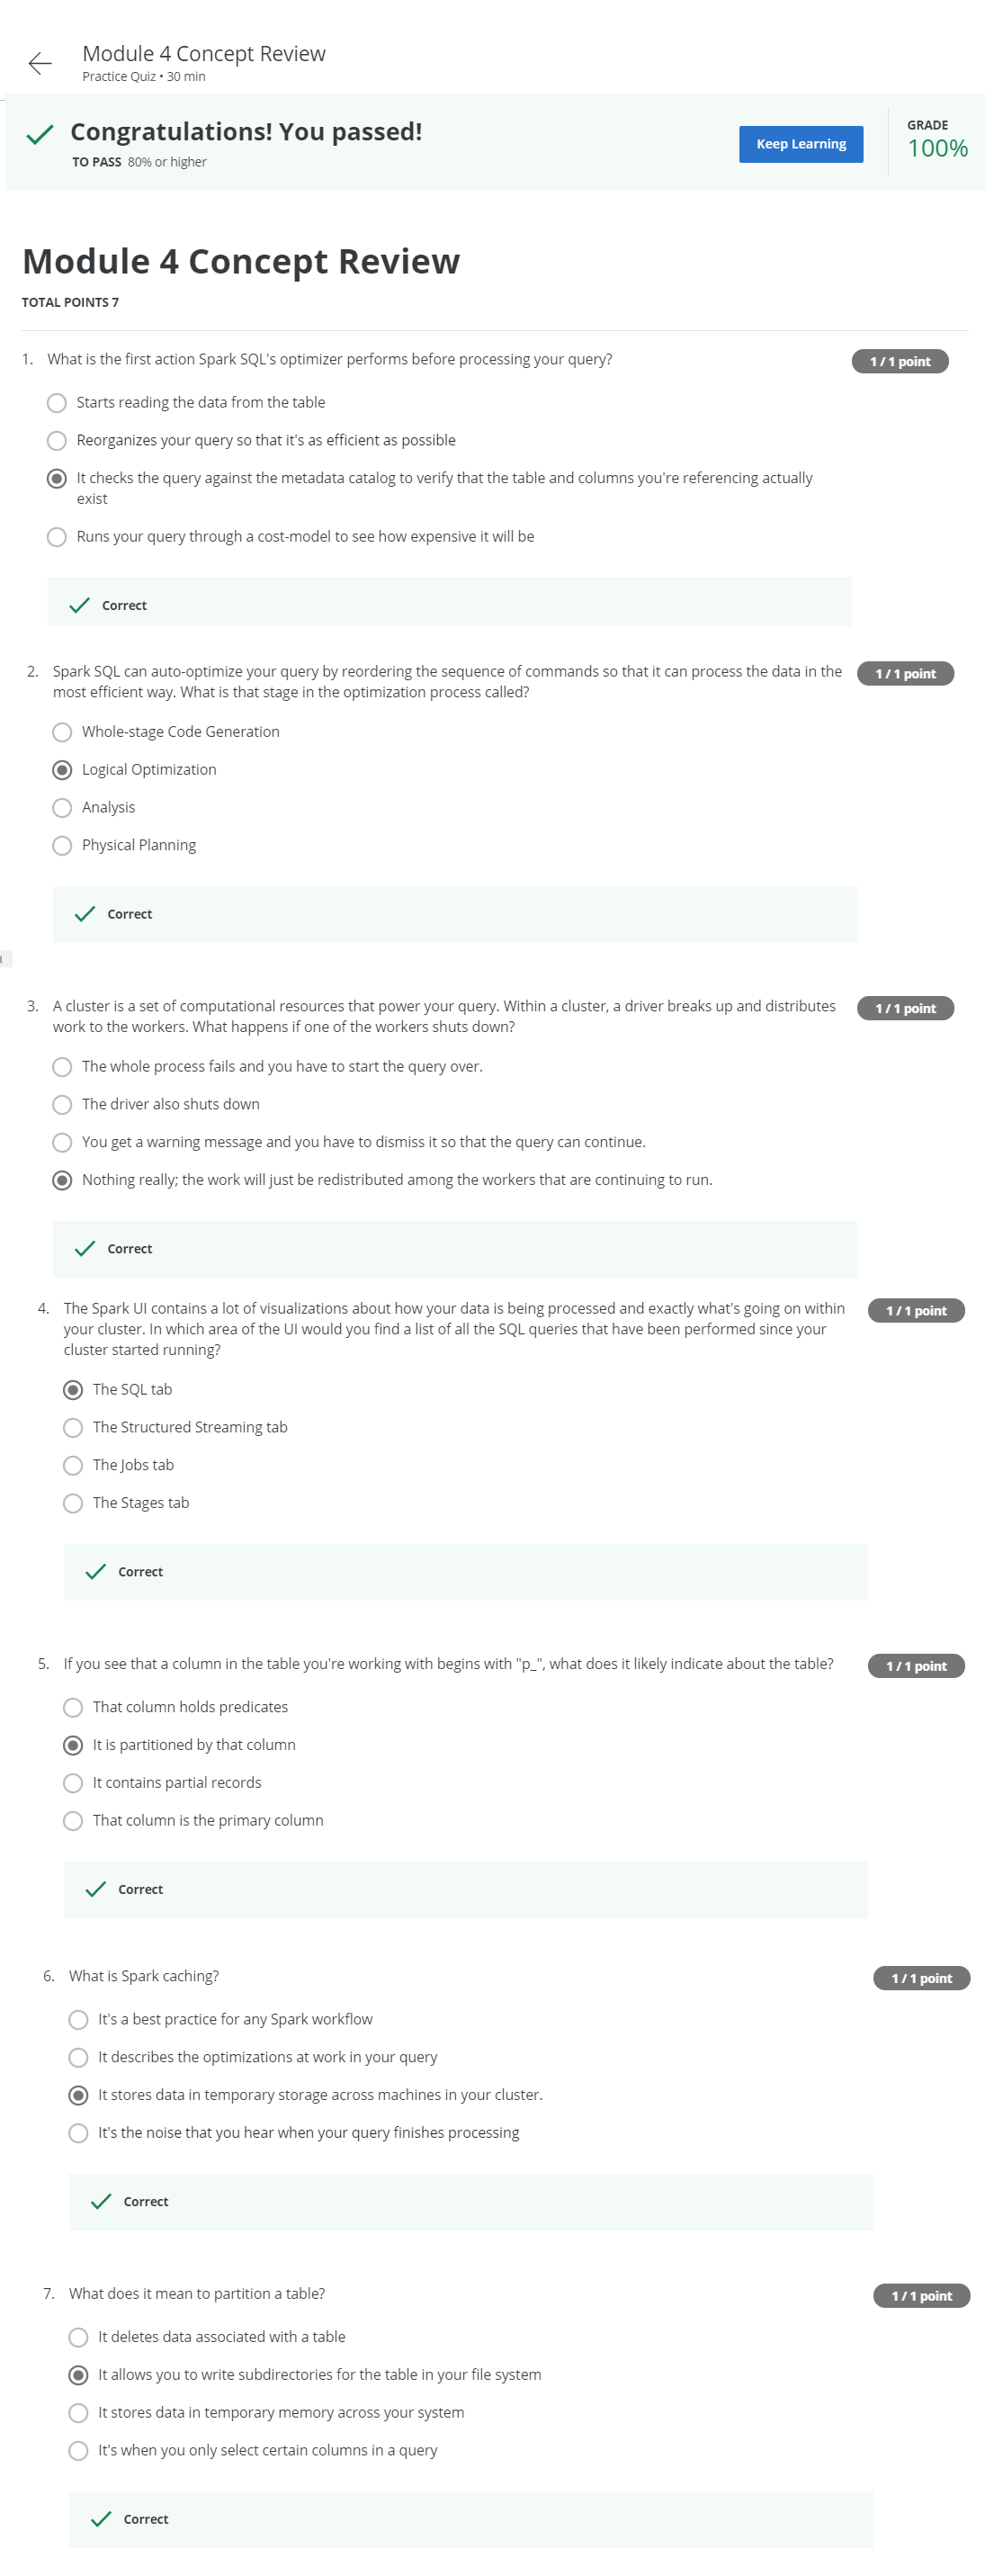 Module 4 Concept Review
Practice Quiz • 30 min
Congratulations! You passed!
TO PASS 80% or higher
Keep Learning
GRADE
100%
Module 4 Concept Review
TOTAL POINTS 7
1. What is the first action Spark SQL's optimizer performs before processing your query?
1 / 1 point
Starts reading the data from the table
Reorganizes your query so that it's as efficient as possible
It checks the query against the metadata catalog to verify that the table and columns you're referencing actually
exist
Runs your query through a cost-model to see how expensive it will be
Correct
2. Spark SQL can auto-optimize your query by reordering the sequence of commands so that it can process the data in the
most efficient way. What is that stage in the optimization process called?
1 / 1 point
Whole-stage Code Generation
Logical Optimization
Analysis
Physical Planning
Correct
3. A cluster is a set of computational resources that power your query. Within a cluster, a driver breaks up and distributes
work to the workers. What happens if one of the workers shuts down?
1 / 1 point
The whole process fails and you have to start the query over.
The driver also shuts down
You get a warning message and you have to dismiss it so that the query can continue.
Nothing really; the work will just be redistributed among the workers that are continuing to run.
Correct
4. The Spark UI contains a lot of visualizations about how your data is being processed and exactly what's going on within
your cluster. In which area of the UI would you find a list of all the SQL queries that have been performed since your
cluster started running?
1 / 1 point
The SQL tab
The Structured Streaming tab
The Jobs tab
The Stages tab
Correct
5. If you see that a column in the table you're working with begins with "p_", what does it likely indicate about the table?
1 / 1 point
That column holds predicates
It is partitioned by that column
It contains partial records
That column is the primary column
Correct
6. What is Spark caching?
1 / 1 point
It's a best practice for any Spark workflow
It describes the optimizations at work in your query
It stores data in temporary storage across machines in your cluster.
It's the noise that you hear when your query finishes processing
Correct
7. What does it mean to partition a table?
1 / 1 point
It deletes data associated with a table
It allows you to write subdirectories for the table in your file system
It stores data in temporary memory across your system
It's when you only select certain columns in a query
Correct